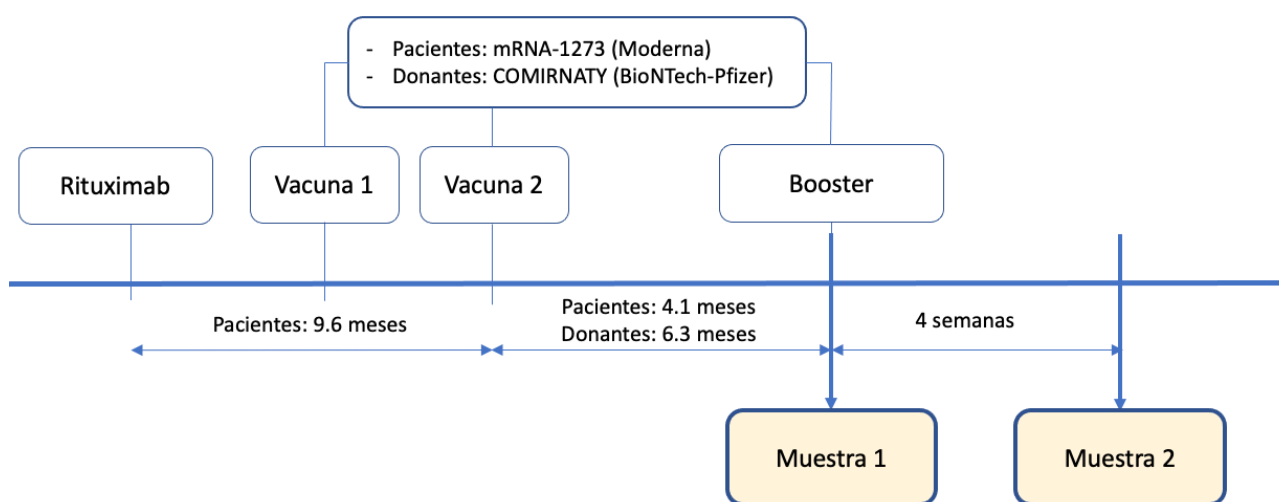 - Pacientes: mRNA-1273 (Moderna)
- Donantes: COMIRNATY (BioNTech-Pfizer)
Rituximab
Vacuna 1
Vacuna 2
Booster
Pacientes: 9.6 meses
Pacientes: 4.1 meses
Donantes: 6.3 meses
4 semanas
Muestra 1
Muestra 2